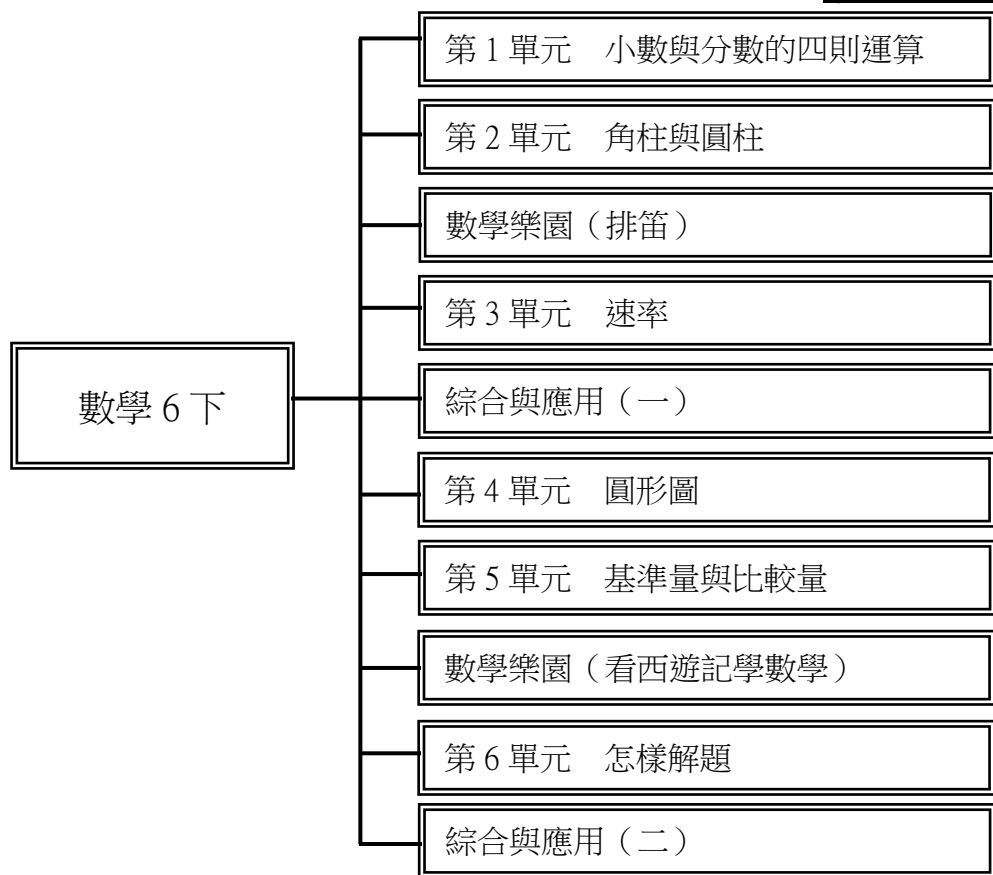 第 1 單元　小數與分數的四則運算
第 2 單元　角柱與圓柱
數學樂園（排笛）
第 3 單元　速率
數學 6 下
綜合與應用（一）
第 4 單元　圓形圖
第 5 單元　基準量與比較量
數學樂園（看西遊記學數學）
第 6 單元　怎樣解題
綜合與應用（二）